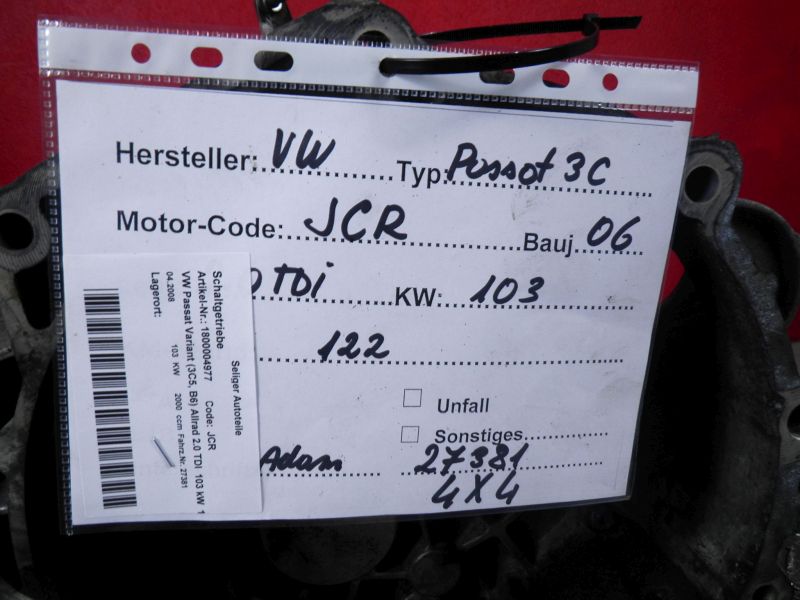 Hersteller: VW Typ: Passat 3C
Motor-Code: JCR Bauj 06
TDi KW: 103
122
Unfall
Sonstiges
Adam 27381
4X4
Seliger Autoteile
Schaltgetriebe
Artikel-Nr.: 1800004977 Code: JCR
VW Passat Variant (3C5, B6) Allrad 2.0 TDI 103 kW 1
04.2008 103 KW 2000 ccm Fahrz.Nr. 27381
Lagerort: